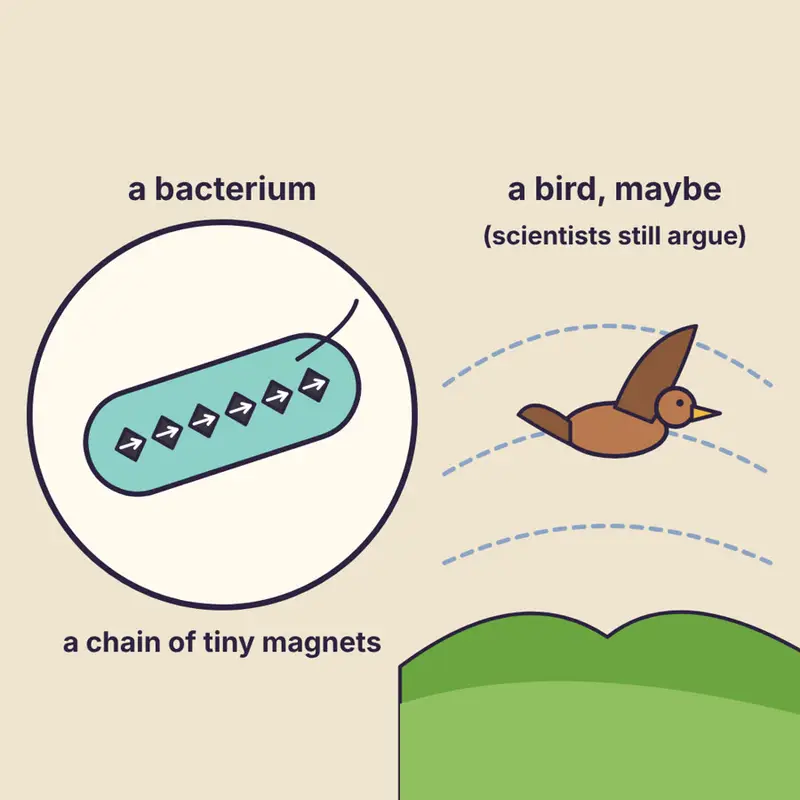 a bacterium
a bird, maybe
(scientists still argue)
a chain of tiny magnets